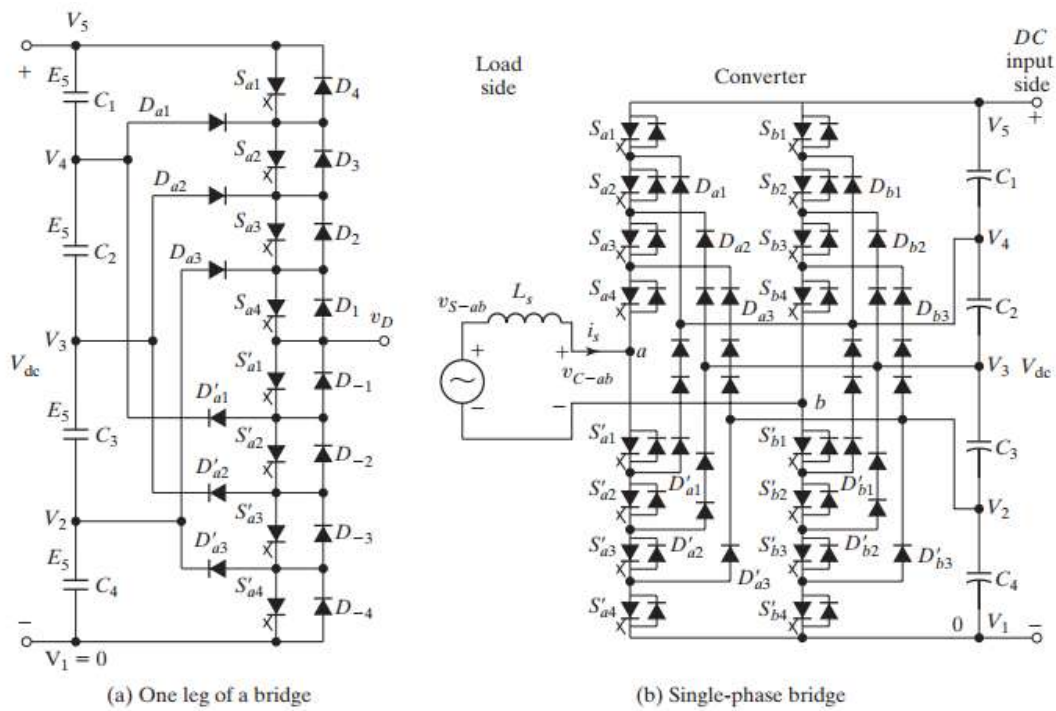 V5
+
E5
C1
Sa1
D4
Da1
V4
Sa2
D3
Da2
E5
C2
Sa3
D2
Da3
Sa4
D1
V3
vD
Vdc
S'a1
D−1
D'a1
E5
C3
S'a2
D−2
D'a2
V2
S'a3
D−3
E5
D'a3
C4
S'a4
D−4
−
V1 = 0
(a) One leg of a bridge
Load
side
Converter
DC
input
side
+
Sa1
Sb1
V5
Sa2
Da1
Sb2
Db1
C1
Sa3
Da2
Sb3
Db2
V4
Sa4
Da3
Sb4
Db3
C2
vS−ab
Ls
+
is
+
a
vC−ab
V3
Vdc
−
−
b
S'a1
S'b1
C3
S'a2
D'a1
S'b2
D'b1
V2
S'a3
D'a2
S'b3
D'b2
D'a3
D'b3
C4
S'a4
S'b4
0
V1
−
(b) Single-phase bridge